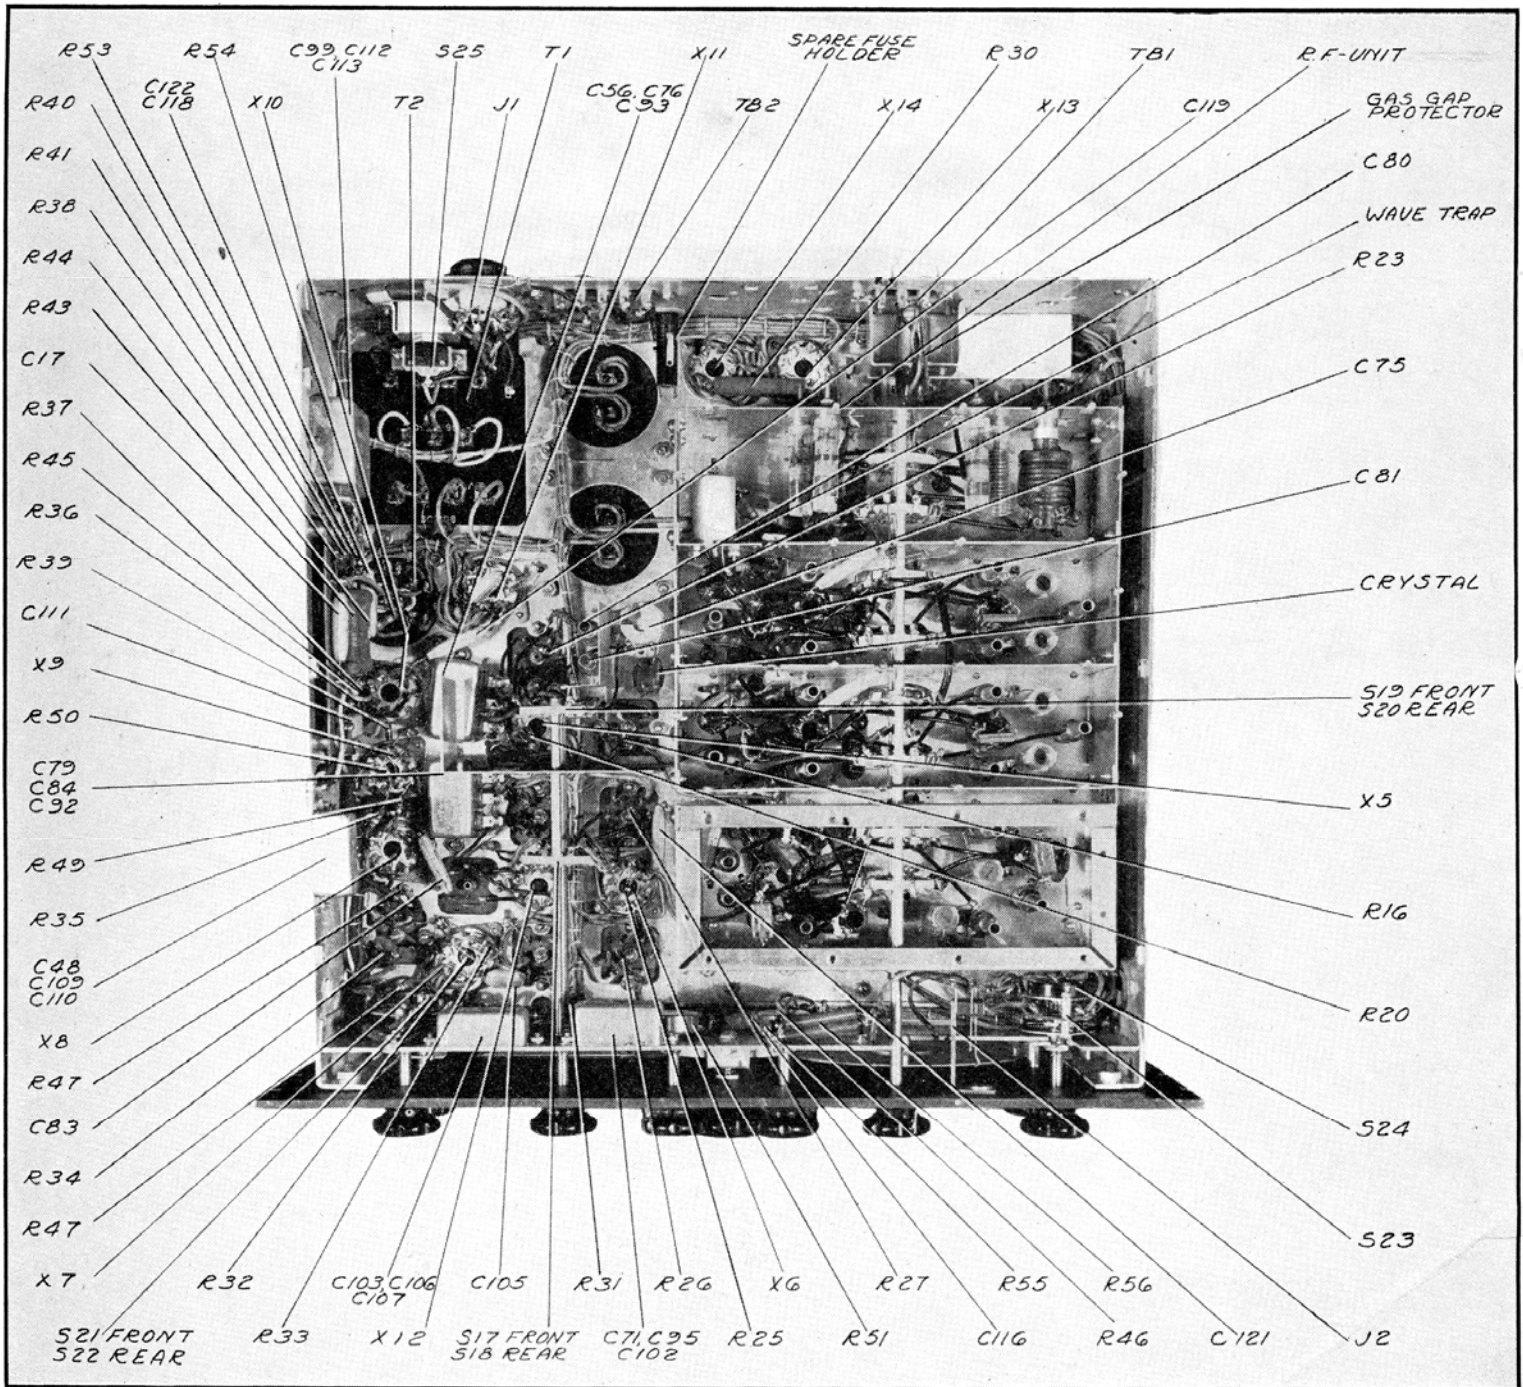 R53 R54 C99, C112 S25 T1 X11 SPARE FUSE R30 TB1 R.F-UNIT
C113 HOLDER
C122 C56, C76 GAS GAP
R40 C118 X10 T2 J1 C93 TB2 X14 X13 C119 PROTECTOR
R41
C80
R38
WAVE TRAP
R44
R23
R43
C17
C75
R37
R45
C81
R36
R39
CRYSTAL
C111
X9
S19 FRONT
S20 REAR
R50
C79
C84
C92
X5
R49
R35
R16
C48
C109
C110
R20
X8
R47
C83
S24
R34
R47
S23
X7 R32 C103, C106 C105 R31 R26 X6 R27 R55 R56
C107
S21 FRONT R33 X12 S17 FRONT C71, C95 R25 R51 C116 R46 C121 J2
S22 REAR S18 REAR C102